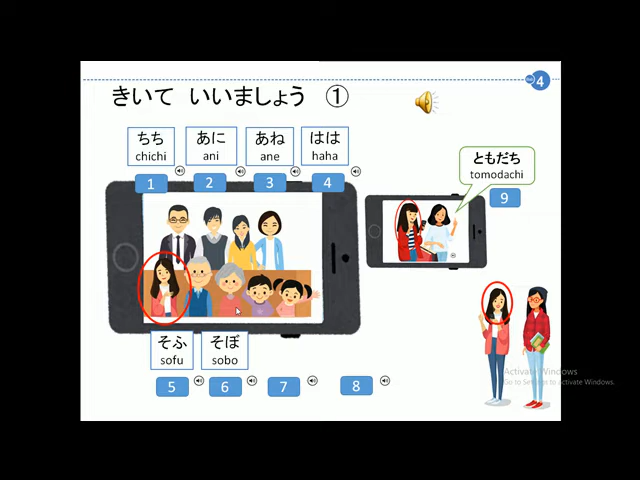 4
きいて いいましょう ①
ちち
chichi
あに
ani
あね
ane
はは
haha
1
2
3
4
ともだち
tomodachi
9
そふ
sofu
そぼ
sobo
5
6
7
8
Activate Windows
Go to Settings to activate Windows.